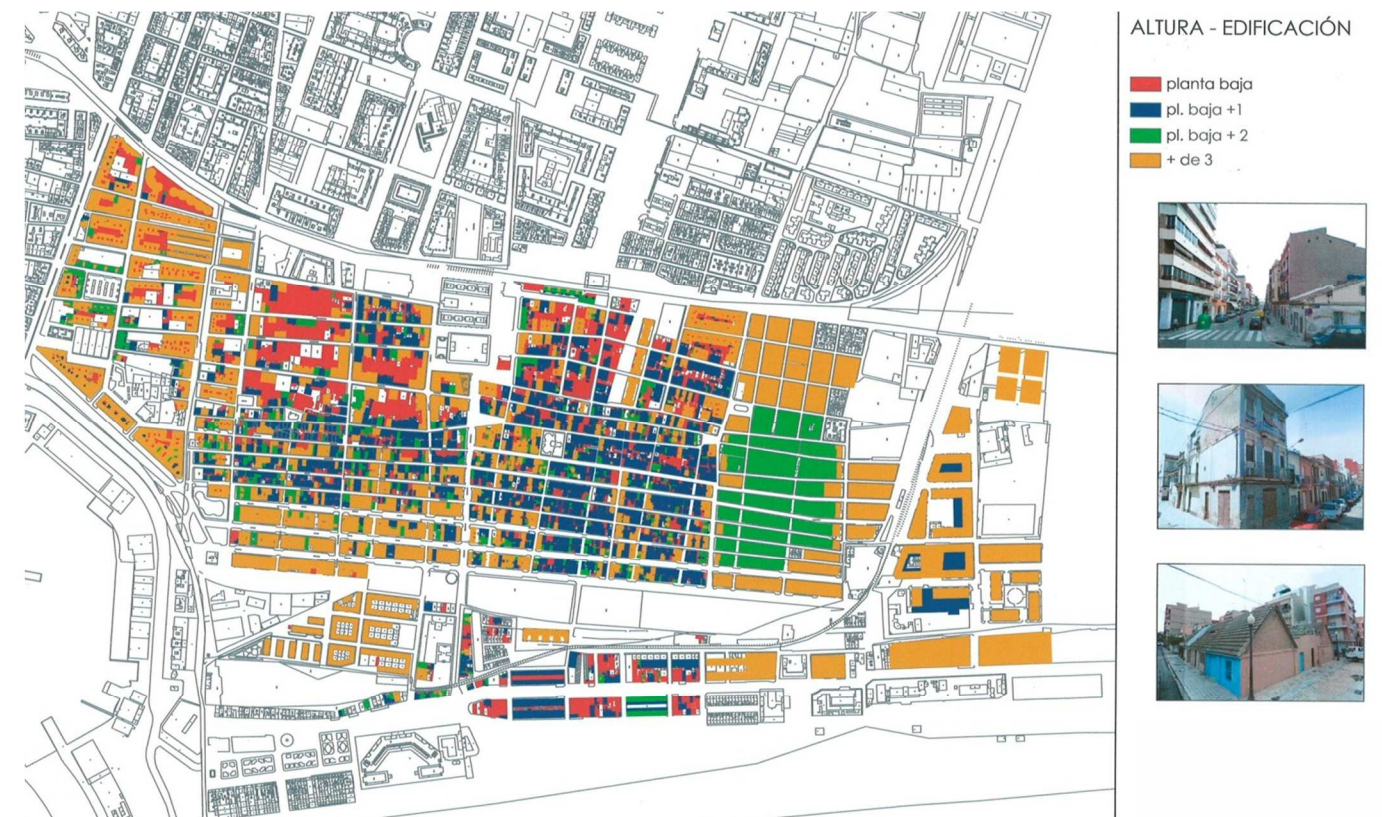 ALTURA - EDIFICACIÓN
planta baja
pl. baja +1
pl. baja + 2
+ de 3